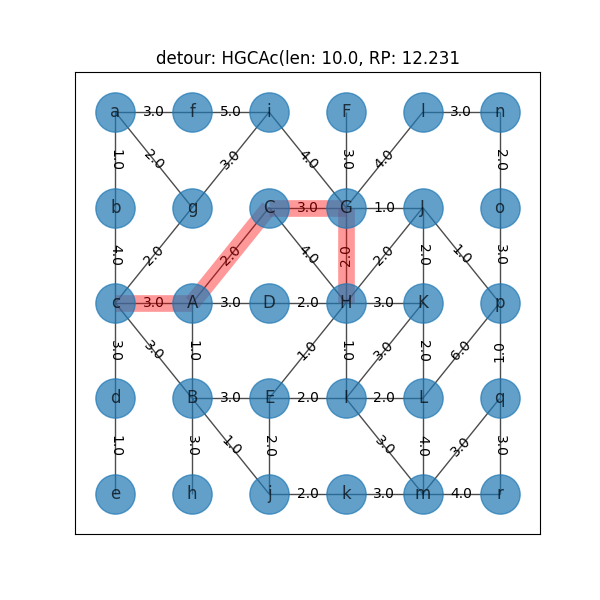 detour: HGCAc(len: 10.0, RP: 12.231
a 3.0 f 5.0 i F l 3.0 n
1.0 2.0 3.0 4.0 3.0 4.0 2.0
b g C 3.0 G 1.0 J o
4.0 2.0 2.0 4.0 2.0 2.0 2.0 1.0 3.0
c 3.0 A 3.0 D 2.0 H 3.0 K p
3.0 3.0 1.0 1.0 1.0 3.0 2.0 6.0 1.0
d B 3.0 E 2.0 I 2.0 L q
1.0 3.0 1.0 2.0 3.0 4.0 3.0 3.0
e h j 2.0 k 3.0 m 4.0 r